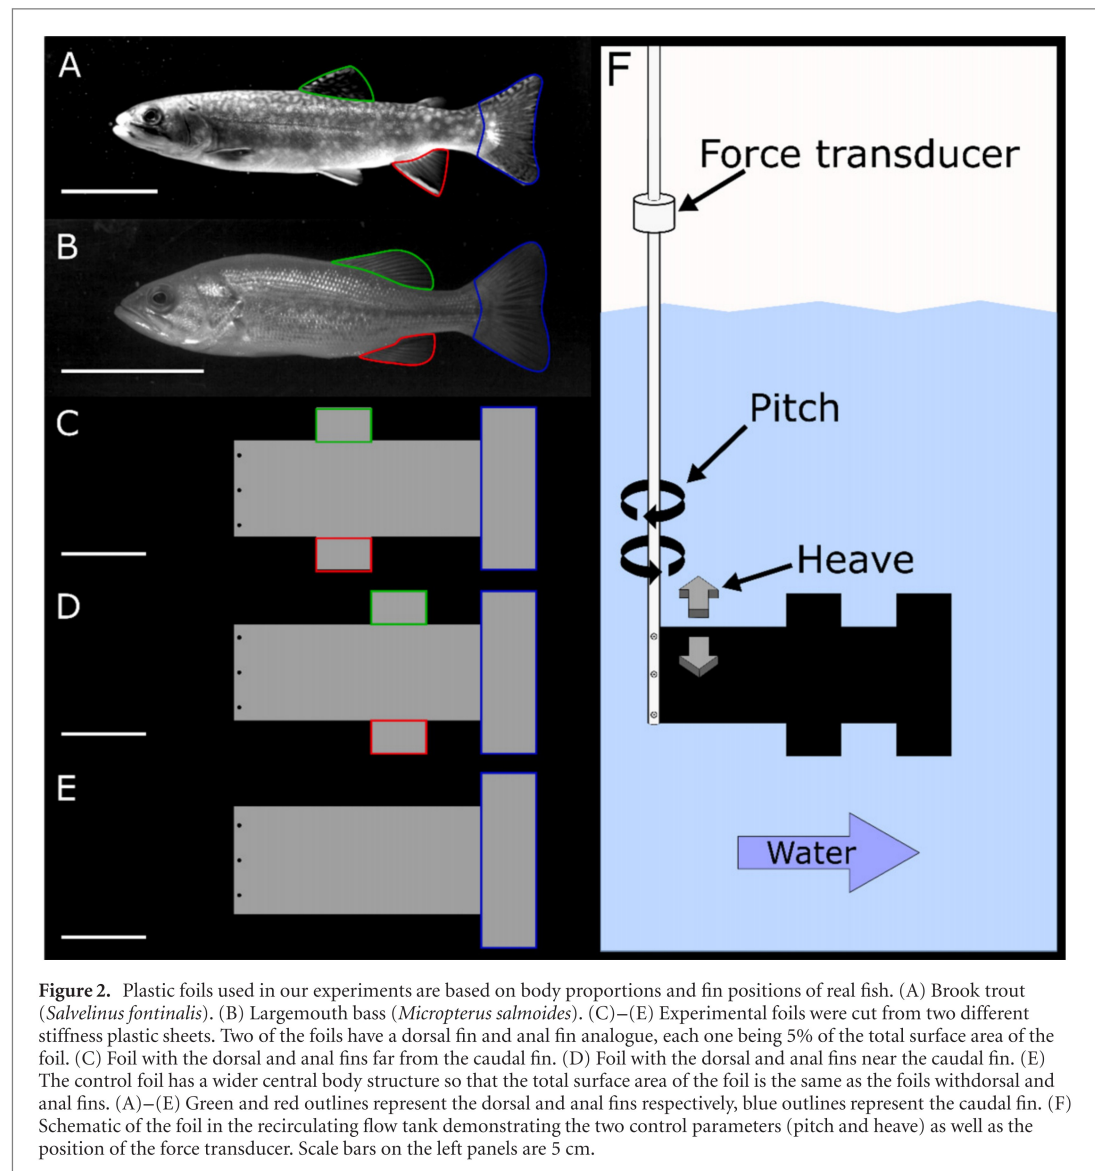 A
B
C
D
E
F
Force transducer
Pitch
Heave
Water
Figure 2. Plastic foils used in our experiments are based on body proportions and fin positions of real fish. (A) Brook trout
(Salvelinus fontinalis). (B) Largemouth bass (Micropterus salmoides). (C)–(E) Experimental foils were cut from two different
stiffness plastic sheets. Two of the foils have a dorsal fin and anal fin analogue, each one being 5% of the total surface area of the
foil. (C) Foil with the dorsal and anal fins far from the caudal fin. (D) Foil with the dorsal and anal fins near the caudal fin. (E)
The control foil has a wider central body structure so that the total surface area of the foil is the same as the foils withdorsal and
anal fins. (A)–(E) Green and red outlines represent the dorsal and anal fins respectively, blue outlines represent the caudal fin. (F)
Schematic of the foil in the recirculating flow tank demonstrating the two control parameters (pitch and heave) as well as the
position of the force transducer. Scale bars on the left panels are 5 cm.